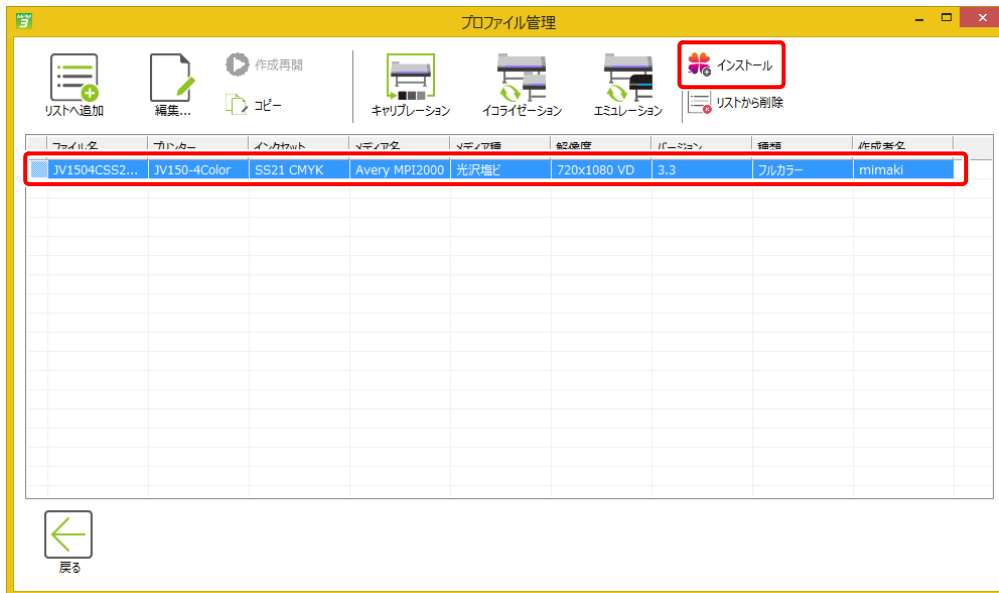 プロファイル管理
作成再開
インストール
コピー
リストから削除
リストへ追加 編集... キャリブレーション イコライゼーション エミュレーション
ファイル名 プリンター インクセット メディア名 メディア種 解像度 バージョン 種類 作成者名
JV1504CSS2... JV150-4Color SS21 CMYK Avery MPI2000 光沢塩ビ 720x1080 VD 3.3 フルカラー mimaki
戻る